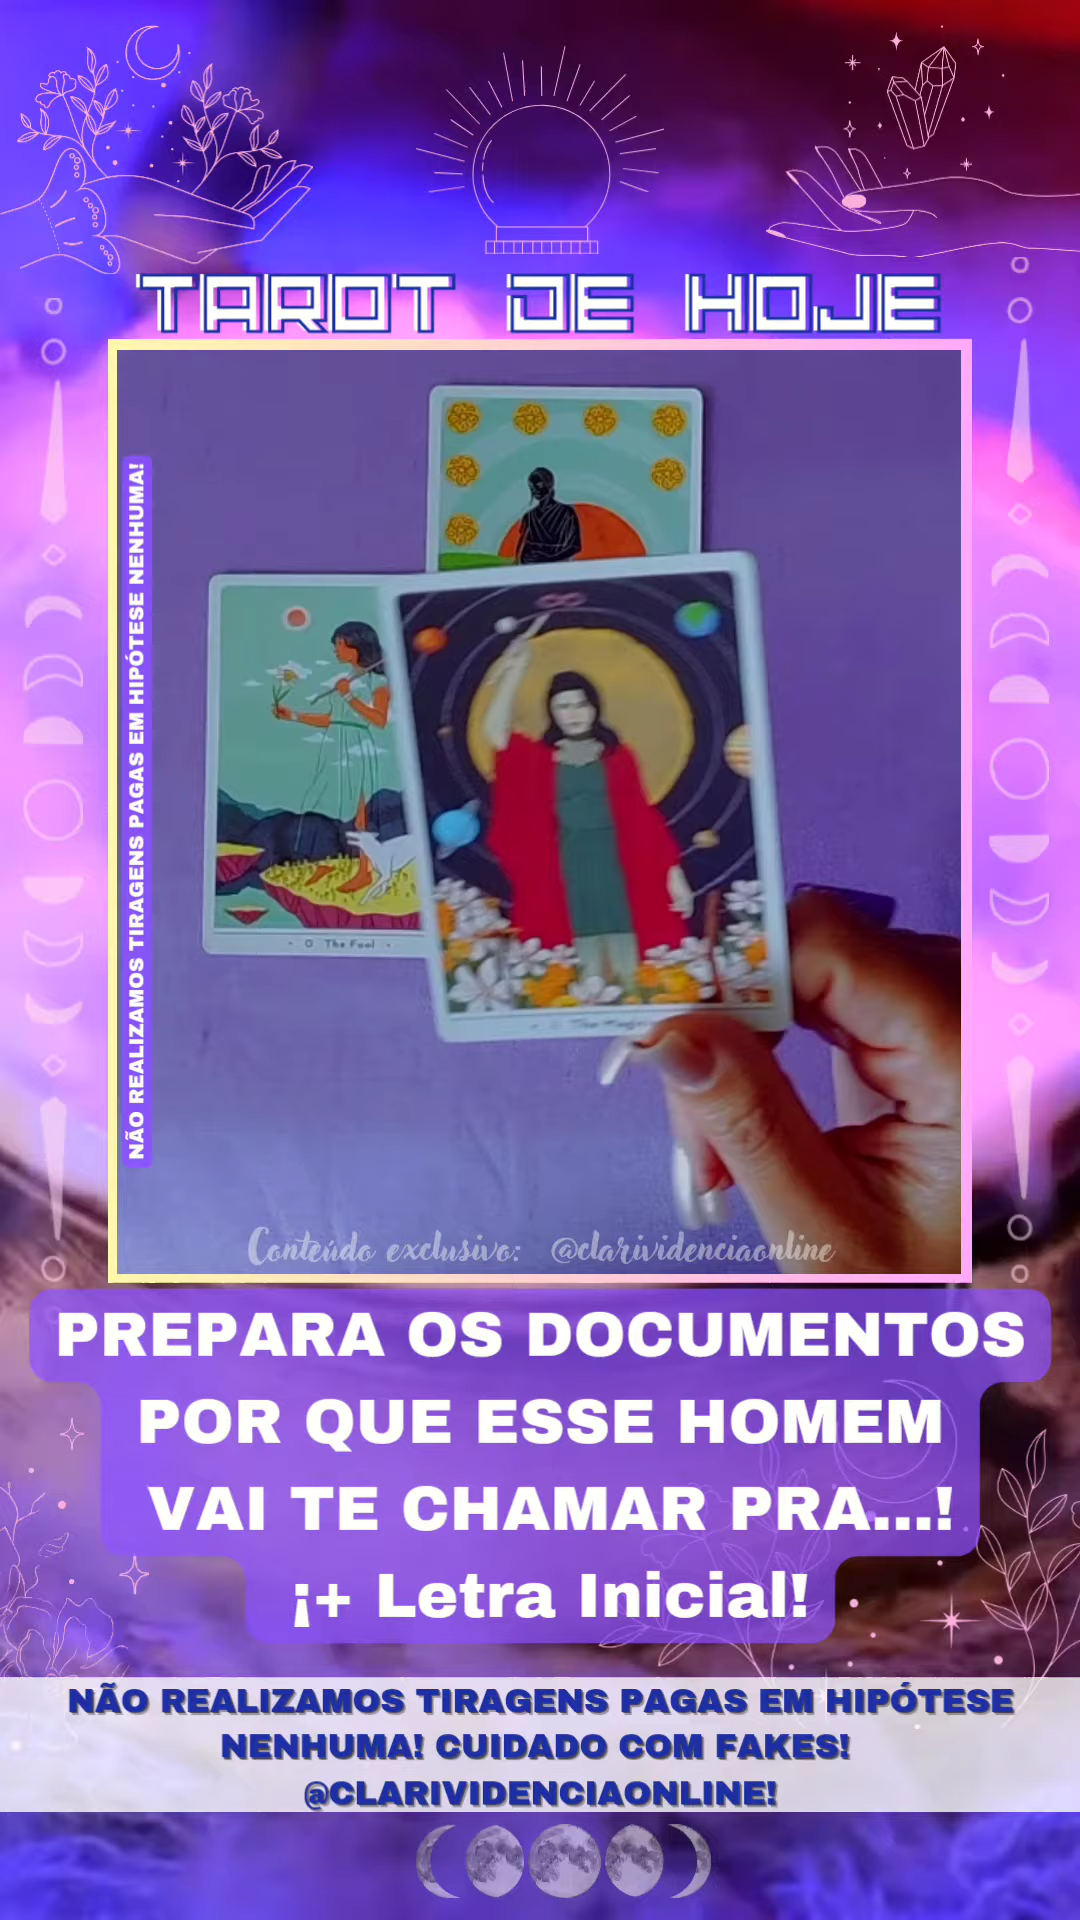 TAROT DE HOJE
NÃO REALIZAMOS TIRAGENS PAGAS EM HIPÓTESE NENHUMA!
0 The Fool
Conteúdo exclusivo: @clarividenciaonline
PREPARA OS DOCUMENTOS
POR QUE ESSE HOMEM
VAI TE CHAMAR PRA...!
¡+ Letra Inicial!
NÃO REALIZAMOS TIRAGENS PAGAS EM HIPÓTESE
NENHUMA! CUIDADO COM FAKES!
@CLARIVIDENCIAONLINE!